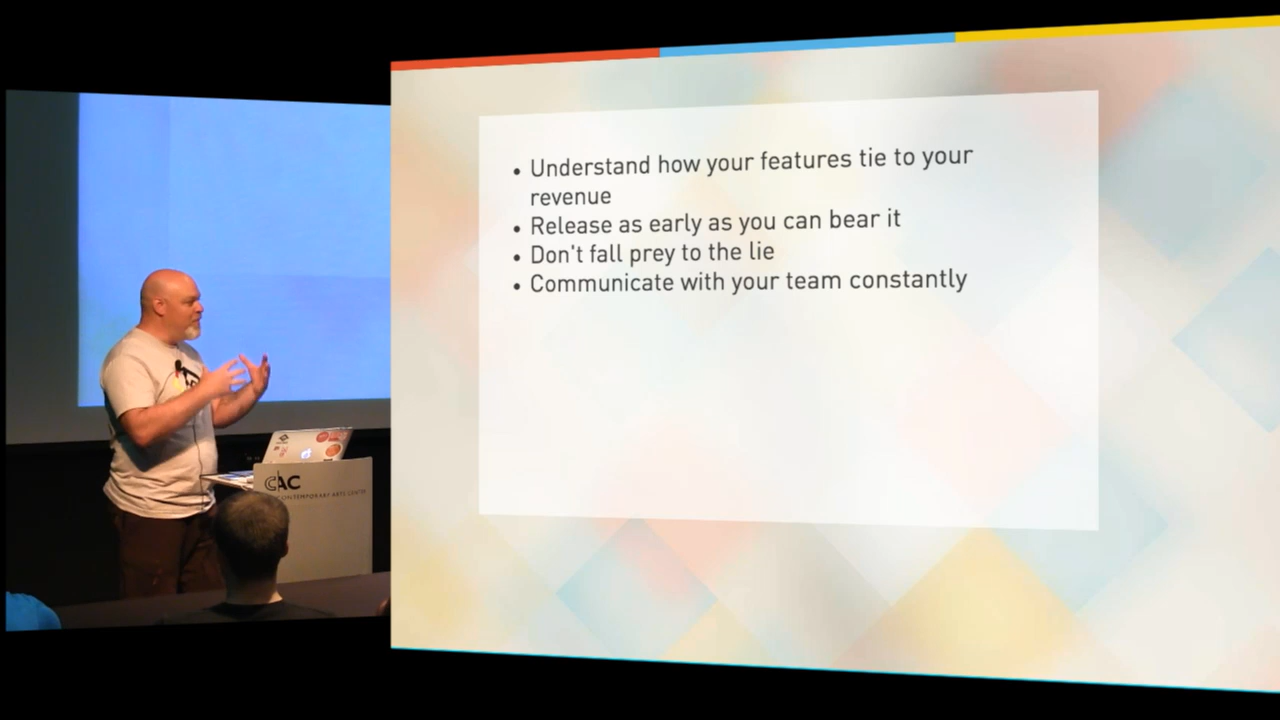 • Understand how your features tie to your
revenue
• Release as early as you can bear it
• Don't fall prey to the lie
• Communicate with your team constantly
CAC
CONTEMPORARY ARTS CENTER